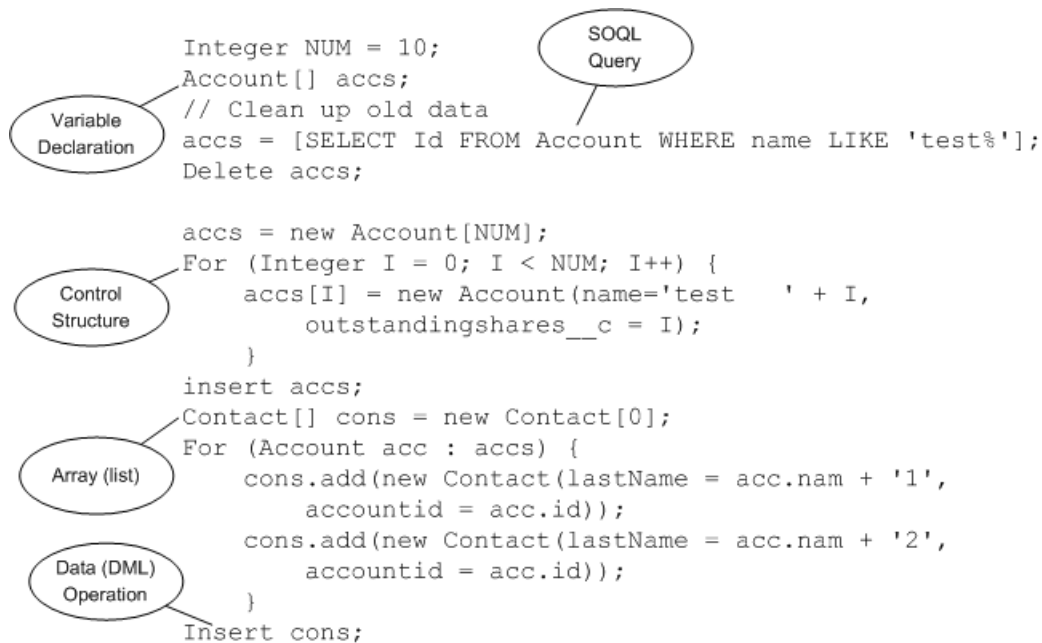 SOQL
Query
Integer NUM = 10;
Account[] accs;
// Clean up old data
Variable
Declaration
accs = [SELECT Id FROM Account WHERE name LIKE 'test%'];
Delete accs;
accs = new Account[NUM];
For (Integer I = 0; I < NUM; I++) {
Control
Structure
accs[I] = new Account(name='test   ' + I,
outstandingshares__c = I);
}
insert accs;
Contact[] cons = new Contact[0];
For (Account acc : accs) {
Array (list)
cons.add(new Contact(lastName = acc.nam + '1',
accountid = acc.id));
cons.add(new Contact(lastName = acc.nam + '2',
accountid = acc.id));
Data (DML)
Operation
}
Insert cons;